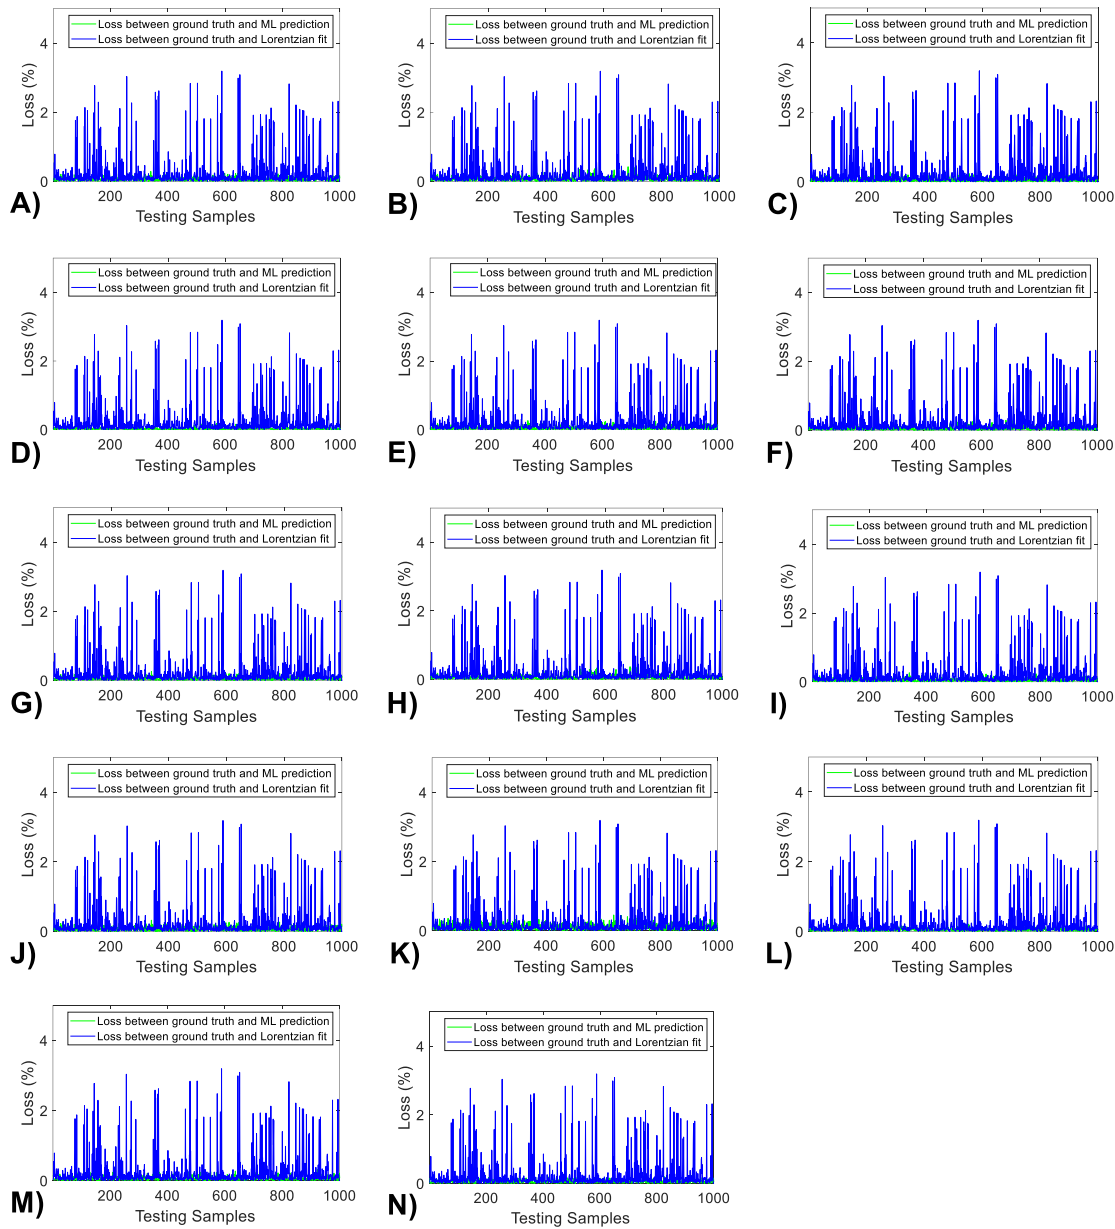 Loss between ground truth and ML prediction
Loss between ground truth and Lorentzian fit
4
2
0
Loss (%)
200 400 600 800 1000
Testing Samples
A)
Loss between ground truth and ML prediction
Loss between ground truth and Lorentzian fit
4
2
0
Loss (%)
200 400 600 800 1000
Testing Samples
B)
Loss between ground truth and ML prediction
Loss between ground truth and Lorentzian fit
4
2
0
Loss (%)
200 400 600 800 1000
Testing Samples
C)
Loss between ground truth and ML prediction
Loss between ground truth and Lorentzian fit
4
2
0
Loss (%)
200 400 600 800 1000
Testing Samples
D)
Loss between ground truth and ML prediction
Loss between ground truth and Lorentzian fit
4
2
0
Loss (%)
200 400 600 800 1000
Testing Samples
E)
Loss between ground truth and ML prediction
Loss between ground truth and Lorentzian fit
4
2
0
Loss (%)
200 400 600 800 1000
Testing Samples
F)
Loss between ground truth and ML prediction
Loss between ground truth and Lorentzian fit
4
2
0
Loss (%)
200 400 600 800 1000
Testing Samples
G)
Loss between ground truth and ML prediction
Loss between ground truth and Lorentzian fit
4
2
0
Loss (%)
200 400 600 800 1000
Testing Samples
H)
Loss between ground truth and ML prediction
Loss between ground truth and Lorentzian fit
4
2
0
Loss (%)
200 400 600 800 1000
Testing Samples
I)
Loss between ground truth and ML prediction
Loss between ground truth and Lorentzian fit
4
2
0
Loss (%)
200 400 600 800 1000
Testing Samples
J)
Loss between ground truth and ML prediction
Loss between ground truth and Lorentzian fit
4
2
0
Loss (%)
200 400 600 800 1000
Testing Samples
K)
Loss between ground truth and ML prediction
Loss between ground truth and Lorentzian fit
4
2
0
Loss (%)
200 400 600 800 1000
Testing Samples
L)
Loss between ground truth and ML prediction
Loss between ground truth and Lorentzian fit
4
2
0
Loss (%)
200 400 600 800 1000
Testing Samples
M)
Loss between ground truth and ML prediction
Loss between ground truth and Lorentzian fit
4
2
0
Loss (%)
200 400 600 800 1000
Testing Samples
N)